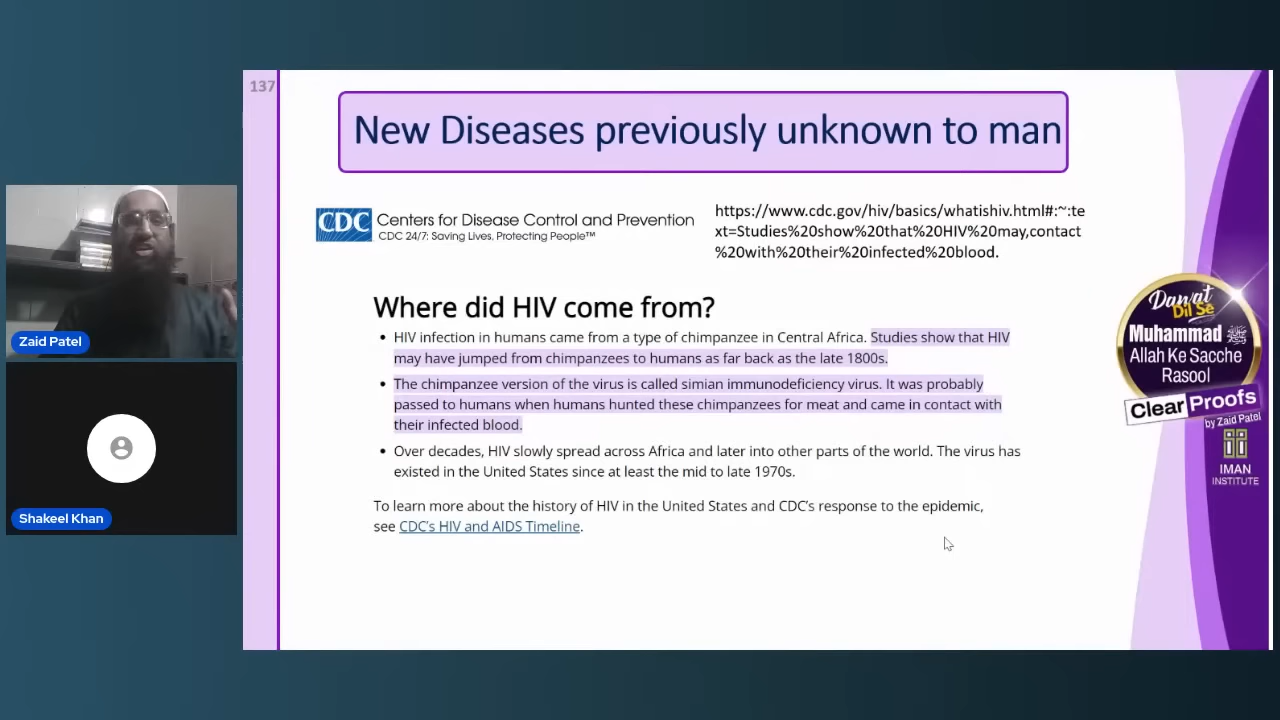 137
New Diseases previously unknown to man
CDC Centers for Disease Control and Prevention
CDC 24/7: Saving Lives, Protecting People™
https://www.cdc.gov/hiv/basics/whatishiv.html#:~:te
xt=Studies%20show%20that%20HIV%20may,contact
%20with%20their%20infected%20blood.
Where did HIV come from?
• HIV infection in humans came from a type of chimpanzee in Central Africa. Studies show that HIV
may have jumped from chimpanzees to humans as far back as the late 1800s.
• The chimpanzee version of the virus is called simian immunodeficiency virus. It was probably
passed to humans when humans hunted these chimpanzees for meat and came in contact with
their infected blood.
• Over decades, HIV slowly spread across Africa and later into other parts of the world. The virus has
existed in the United States since at least the mid to late 1970s.
To learn more about the history of HIV in the United States and CDC's response to the epidemic,
see CDC's HIV and AIDS Timeline.
Dawat
Dil Se
Muhammad ﷺ
Allah Ke Sacche
Rasool
Clear Proofs
by Zaid Patel
IMAN
INSTITUTE
Zaid Patel
Shakeel Khan